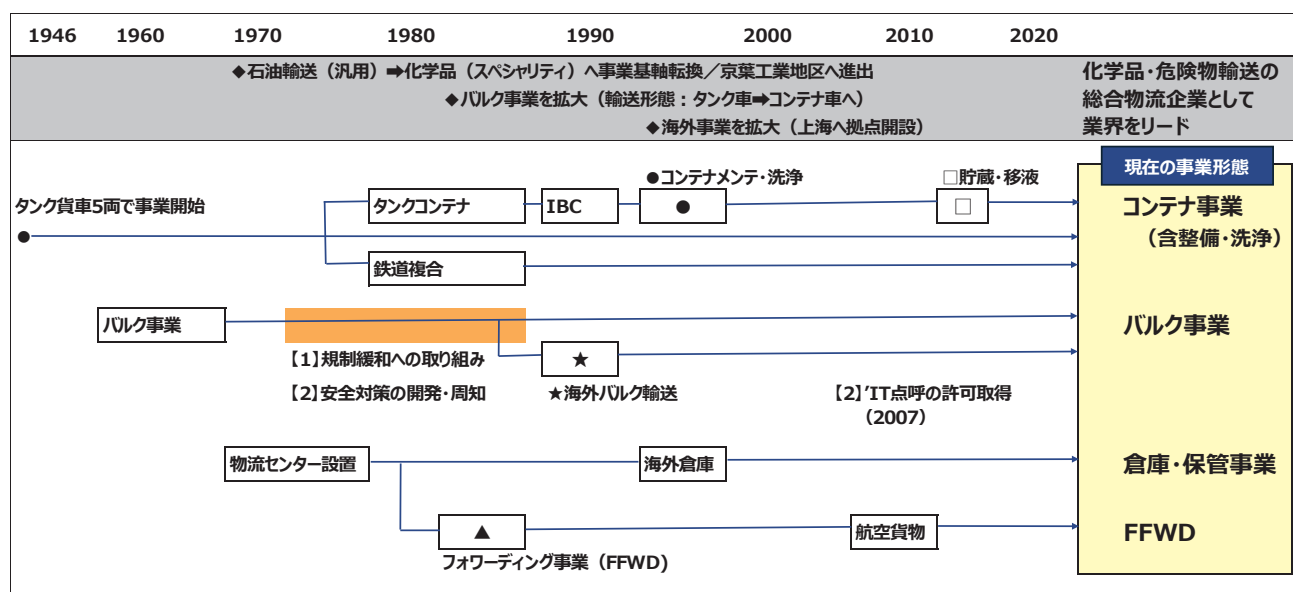 1946 1960 1970 1980 1990 2000 2010 2020
◆石油輸送（汎用）➡化学品（スペシャリティ）へ事業基軸転換／京葉工業地区へ進出
◆バルク事業を拡大（輸送形態：タンク車➡コンテナ車へ）
◆海外事業を拡大（上海へ拠点開設）
化学品・危険物輸送の
総合物流企業として
業界をリード
現在の事業形態
●コンテナメンテ・洗浄
□貯蔵・移液
タンク貨車5両で事業開始
●
タンクコンテナ
IBC
●
□
コンテナ事業
（含整備・洗浄）
鉄道複合
バルク事業
バルク事業
【1】規制緩和への取り組み
★
【2】安全対策の開発・周知
★海外バルク輸送
【2】’IT点呼の許可取得
（2007）
物流センター設置
海外倉庫
倉庫・保管事業
▲
航空貨物
FFWD
フォワーディング事業（FFWD)